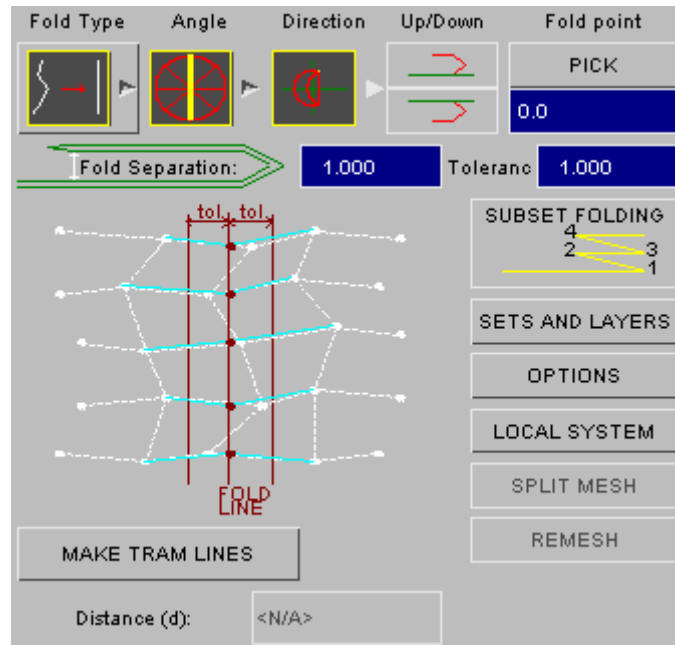 Fold Type Angle Direction Up/Down Fold point
PICK
0.0
Fold Separation: 1.000 Toleranc 1.000
tol. tol.
SUBSET FOLDING
4
2 3
1
SETS AND LAYERS
OPTIONS
LOCAL SYSTEM
SPLIT MESH
FOLD
LINE
REMESH
MAKE TRAM LINES
Distance (d): <N/A>